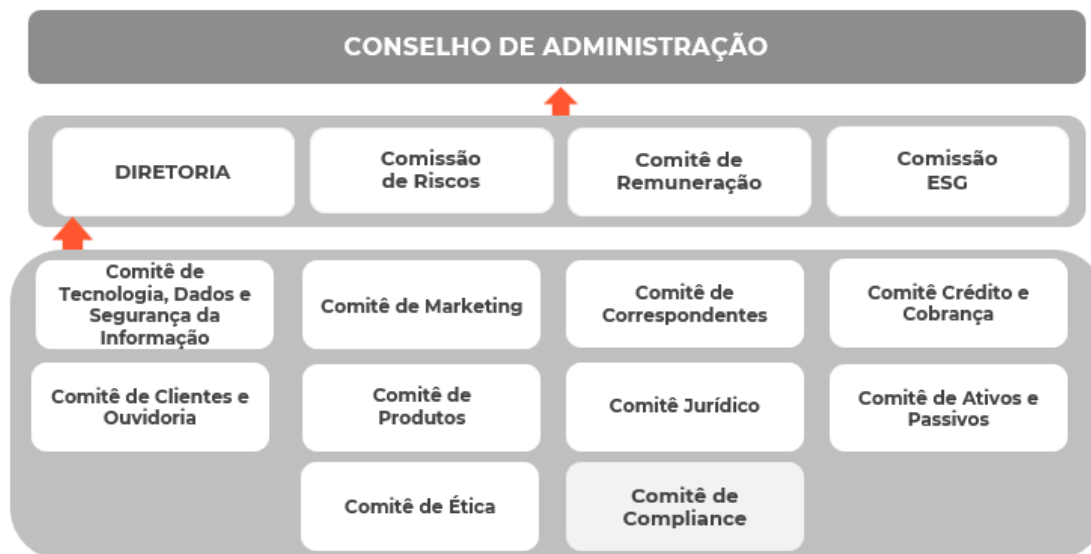 CONSELHO DE ADMINISTRAÇÃO
DIRETORIA
Comissão
de Riscos
Comitê de
Remuneração
Comissão
ESG
Comitê de
Tecnologia, Dados e
Segurança da
Informação
Comitê de Marketing
Comitê de
Correspondentes
Comitê Crédito e
Cobrança
Comitê de Clientes e
Ouvidoria
Comitê de
Produtos
Comitê Jurídico
Comitê de Ativos e
Passivos
Comitê de Ética
Comitê de
Compliance